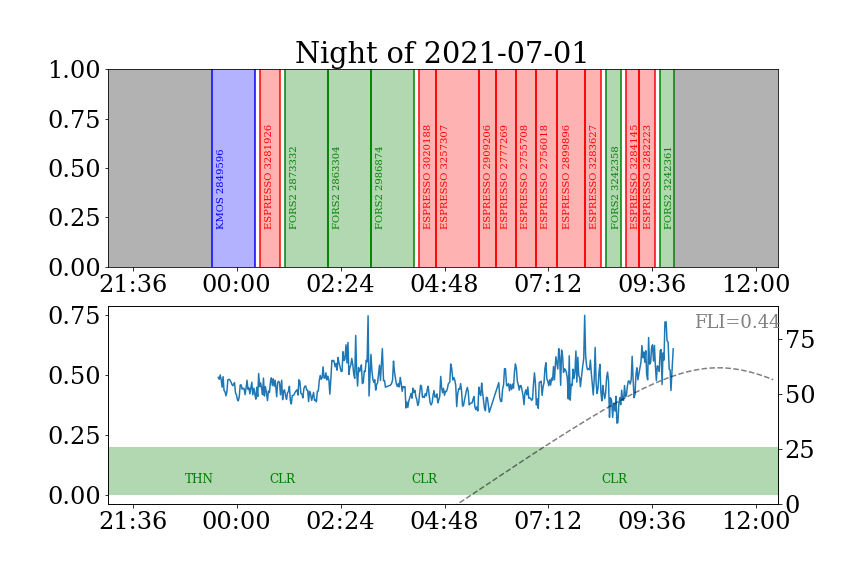 Night of 2021-07-01
1.00
0.75
0.50
0.25
0.00
KMOS 2849596
ESPRESSO 3281926
FORS2 2873332
FORS2 2863304
FORS2 2986874
ESPRESSO 3020188
ESPRESSO 3257307
ESPRESSO 2909206
ESPRESSO 2777269
ESPRESSO 2755708
ESPRESSO 2756018
ESPRESSO 2899896
ESPRESSO 3283627
FORS2 3242358
ESPRESSO 3284145
ESPRESSO 3282223
FORS2 3242361
21:36 00:00 02:24 04:48 07:12 09:36 12:00
0.75
0.50
0.25
0.00
FLI=0.44
75
50
25
0
THN CLR CLR CLR
21:36 00:00 02:24 04:48 07:12 09:36 12:00